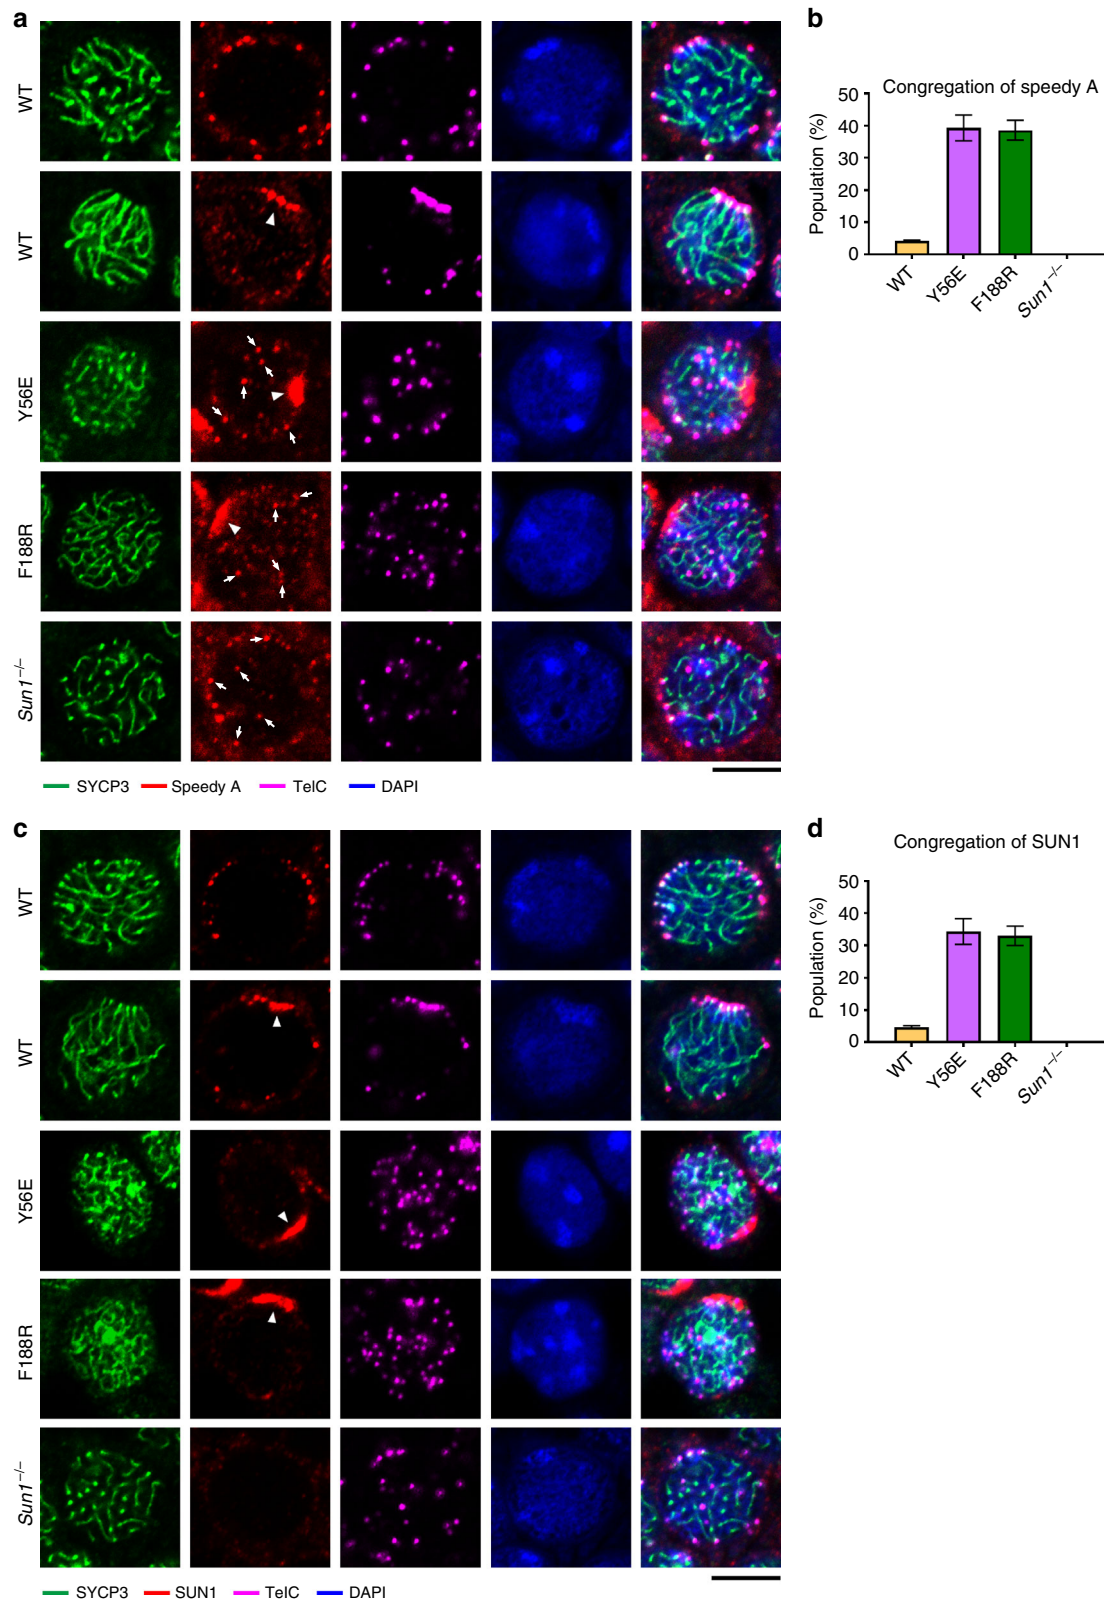 a
WT
WT
Y56E
F188R
Sun1⁻/⁻
SYCP3 Speedy A TelC DAPI
b
Congregation of speedy A
Population (%)
50
40
30
20
10
0
WT Y56E F188R Sun1⁻/⁻
c
WT
WT
Y56E
F188R
Sun1⁻/⁻
SYCP3 SUN1 TelC DAPI
d
Congregation of SUN1
Population (%)
50
40
30
20
10
0
WT Y56E F188R Sun1⁻/⁻